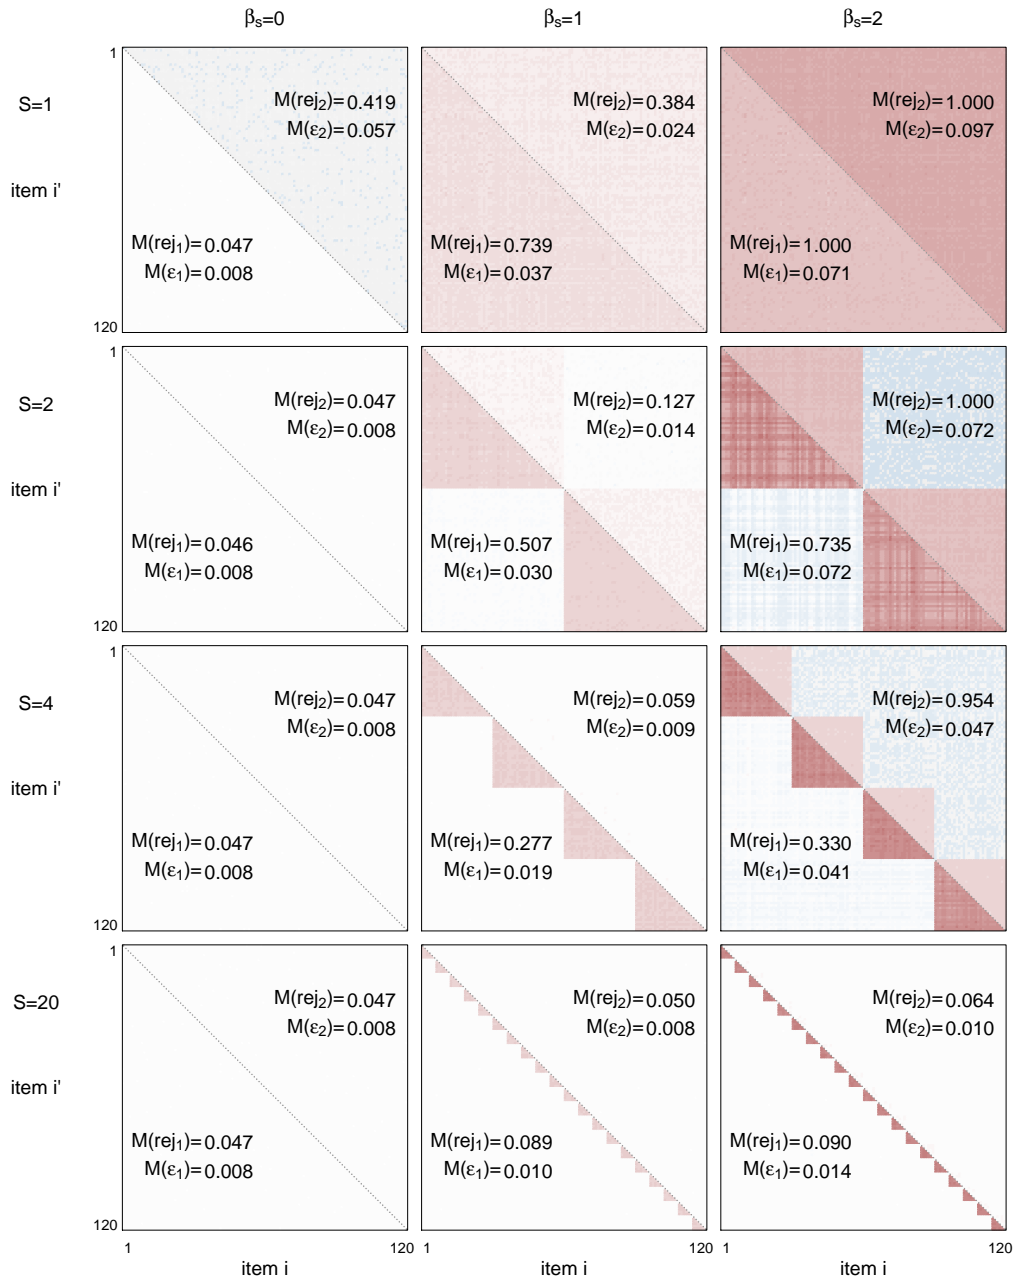 βs=0 βs=1 βs=2
1
S=1
item i'
120
M(rej2)=0.419
M(ε2)=0.057
M(rej1)=0.047
M(ε1)=0.008
M(rej2)=0.384
M(ε2)=0.024
M(rej1)=0.739
M(ε1)=0.037
M(rej2)=1.000
M(ε2)=0.097
M(rej1)=1.000
M(ε1)=0.071
1
S=2
item i'
120
M(rej2)=0.047
M(ε2)=0.008
M(rej1)=0.046
M(ε1)=0.008
M(rej2)=0.127
M(ε2)=0.014
M(rej1)=0.507
M(ε1)=0.030
M(rej2)=1.000
M(ε2)=0.072
M(rej1)=0.735
M(ε1)=0.072
1
S=4
item i'
120
M(rej2)=0.047
M(ε2)=0.008
M(rej1)=0.047
M(ε1)=0.008
M(rej2)=0.059
M(ε2)=0.009
M(rej1)=0.277
M(ε1)=0.019
M(rej2)=0.954
M(ε2)=0.047
M(rej1)=0.330
M(ε1)=0.041
1
S=20
item i'
120
M(rej2)=0.047
M(ε2)=0.008
M(rej1)=0.047
M(ε1)=0.008
M(rej2)=0.050
M(ε2)=0.008
M(rej1)=0.089
M(ε1)=0.010
M(rej2)=0.064
M(ε2)=0.010
M(rej1)=0.090
M(ε1)=0.014
1 120 1 120 1 120
item i item i item i